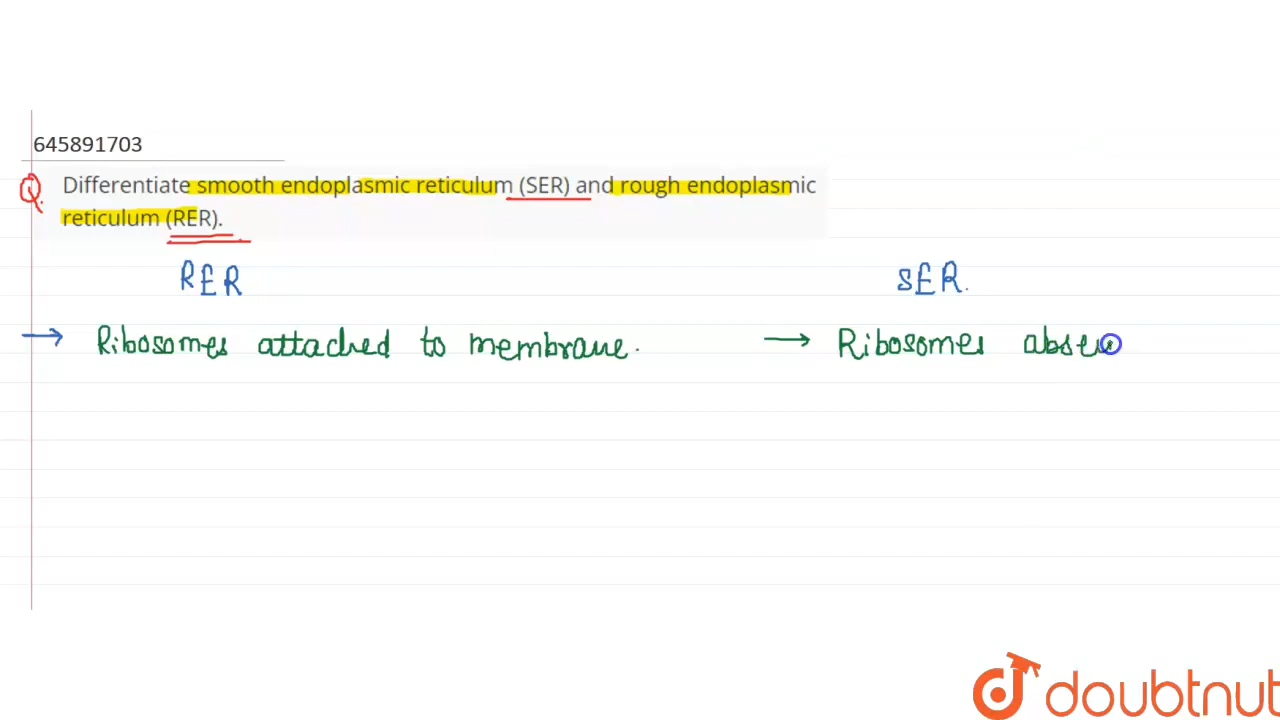 645891703
Q. Differentiate smooth endoplasmic reticulum (SER) and rough endoplasmic
reticulum (RER).
RER SER.
→ Ribosomes attached to membrane. → Ribosomes absen
doubtnut